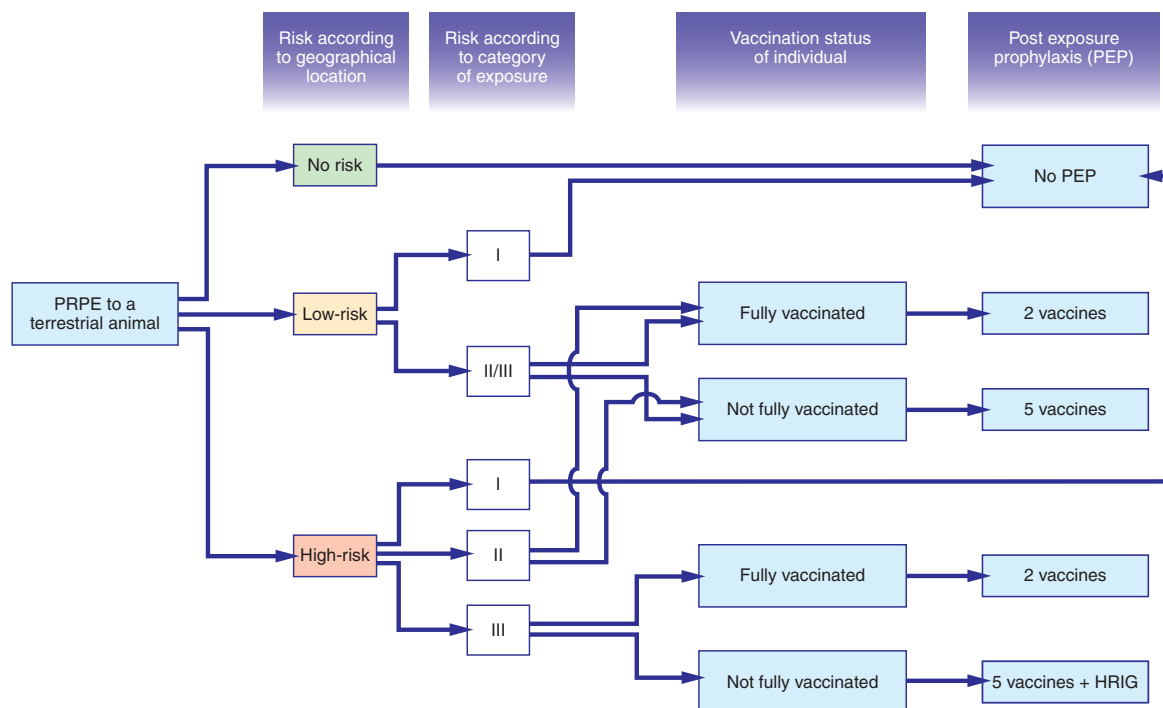 Risk according
to geographical
location
Risk according
to category
of exposure
Vaccination status
of individual
Post exposure
prophylaxis (PEP)
No risk
No PEP
I
PRPE to a
terrestrial animal
Low-risk
Fully vaccinated
2 vaccines
II/III
Not fully vaccinated
5 vaccines
I
High-risk
II
Fully vaccinated
2 vaccines
III
Not fully vaccinated
5 vaccines + HRIG